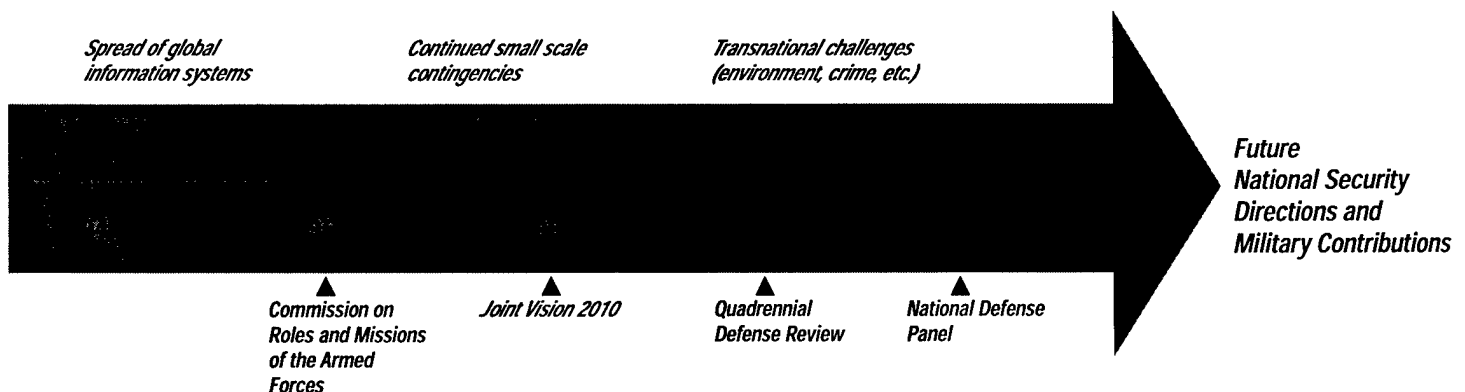 Spread of global
information systems
Continued small scale
contingencies
Transnational challenges
(environment, crime, etc.)
Future
National Security
Directions and
Military Contributions
Commission on
Roles and Missions
of the Armed
Forces
Joint Vision 2010
Quadrennial
Defense Review
National Defense
Panel